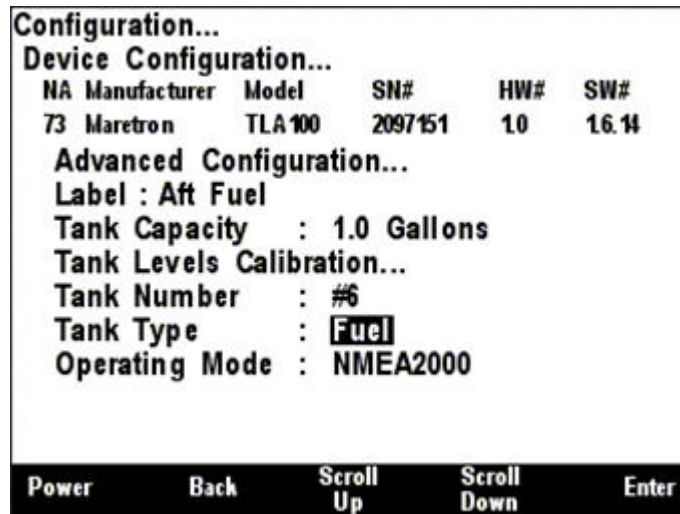 Configuration...
Device Configuration...
NA Manufacturer Model SN# HW# SW#
73 Maretron TLA100 2097151 1.0 1.6.14
Advanced Configuration...
Label : Aft Fuel
Tank Capacity : 1.0 Gallons
Tank Levels Calibration...
Tank Number : #6
Tank Type : Fuel
Operating Mode : NMEA2000
Power Back Scroll Up Scroll Down Enter